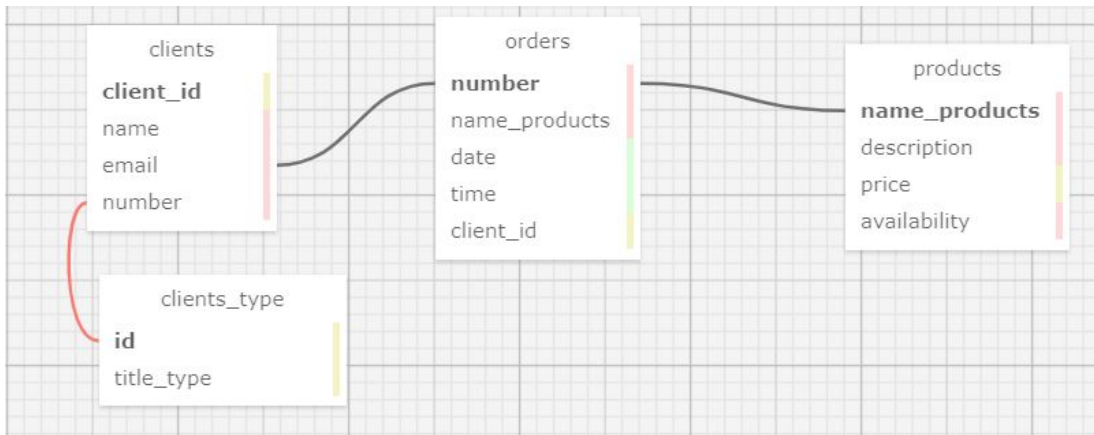 clients
client_id
name
email
number
clients_type
id
title_type
orders
number
name_products
date
time
client_id
products
name_products
description
price
availability